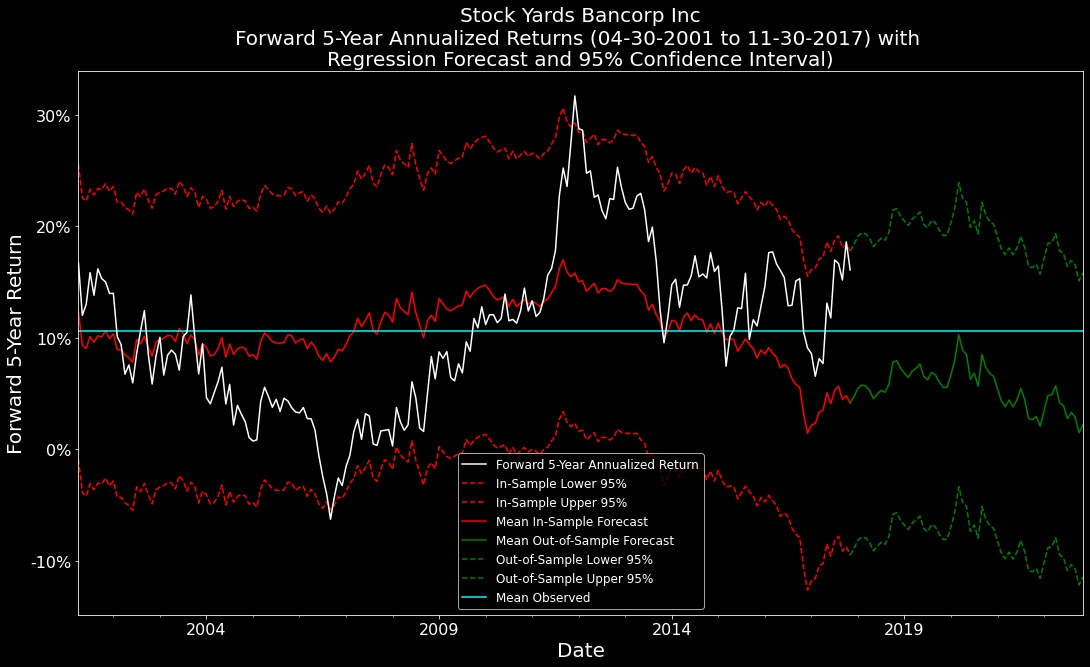 Stock Yards Bancorp Inc
Forward 5-Year Annualized Returns (04-30-2001 to 11-30-2017) with
Regression Forecast and 95% Confidence Interval)
Forward 5-Year Return
30%
20%
10%
0%
-10%
Forward 5-Year Annualized Return
In-Sample Lower 95%
In-Sample Upper 95%
Mean In-Sample Forecast
Mean Out-of-Sample Forecast
Out-of-Sample Lower 95%
Out-of-Sample Upper 95%
Mean Observed
2004
2009
2014
2019
Date